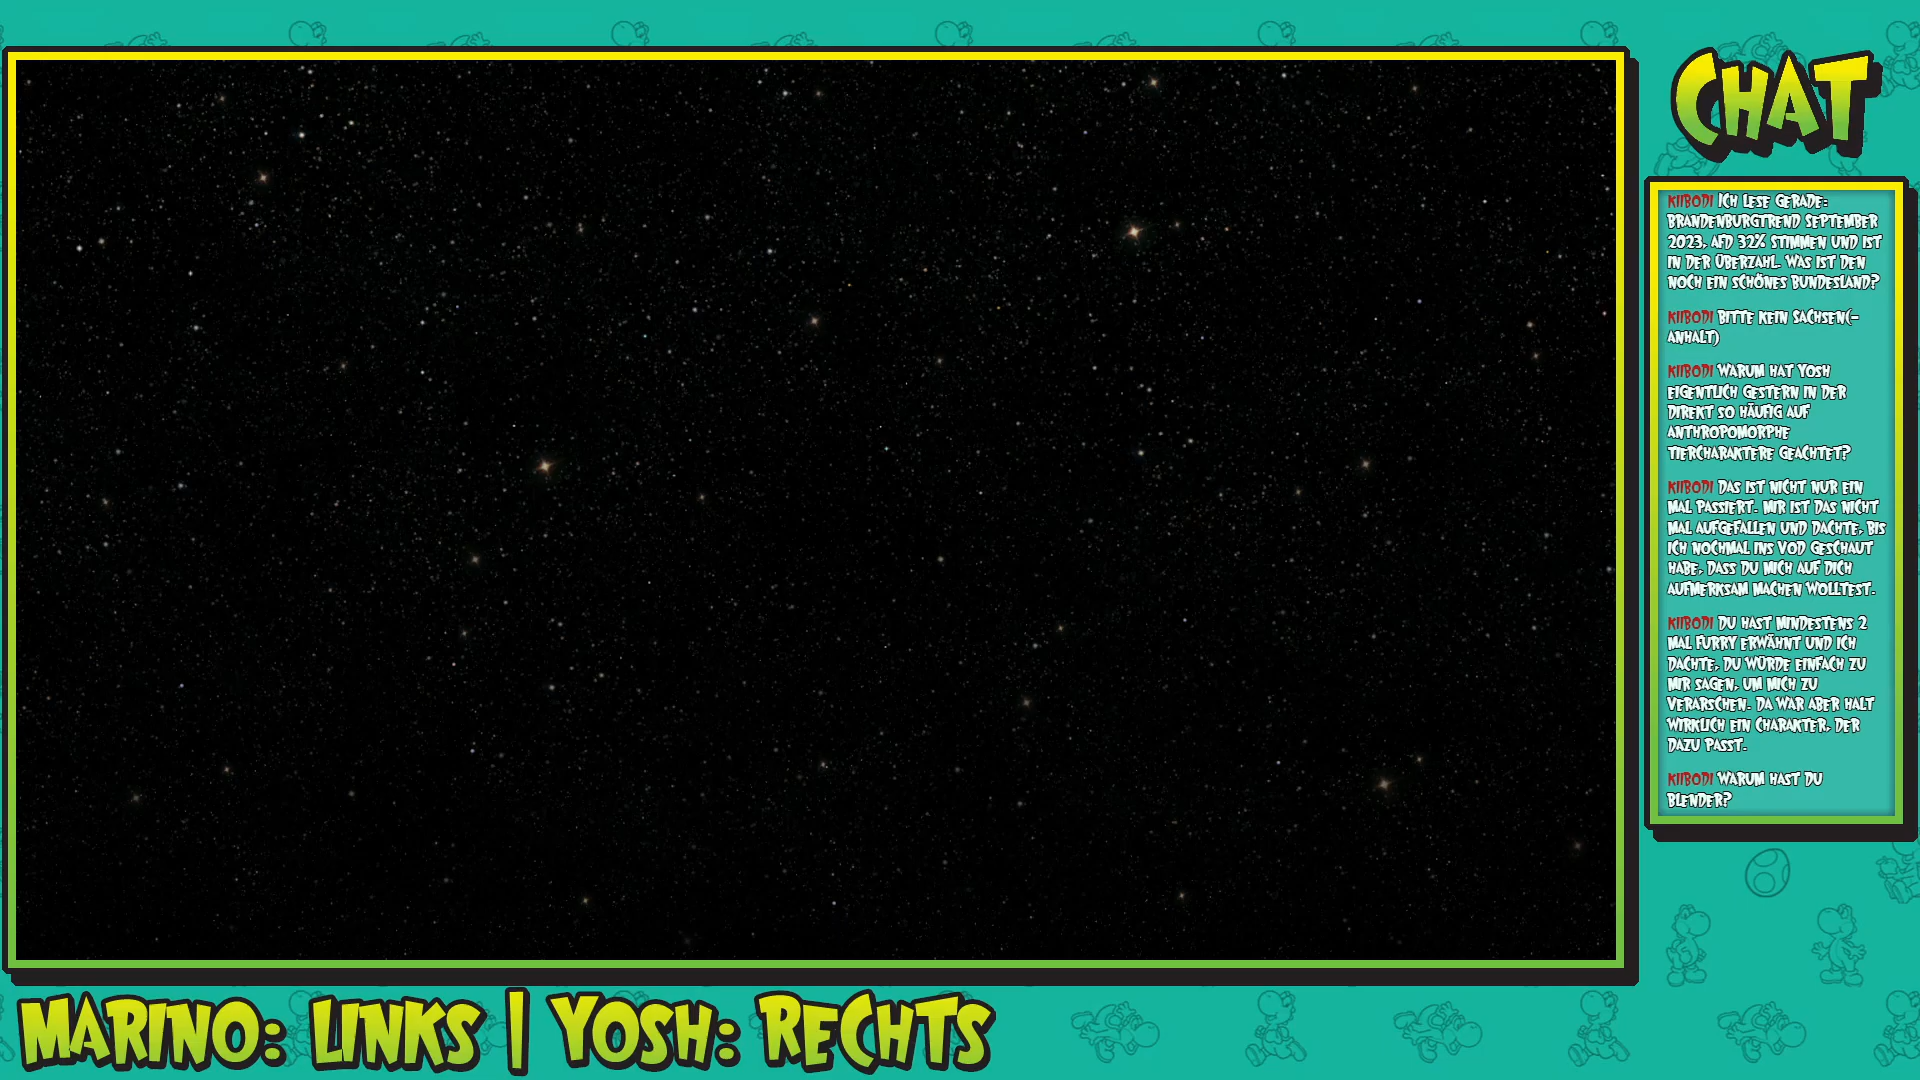 CHAT
KIIBODI ICH LESE GERADE:
BRANDENBURGTREND SEPTEMBER
2023, AFD 32% STIMMEN UND IST
IN DER ÜBERZAHL. WAS IST DEN
NOCH EIN SCHÖNES BUNDESLAND?
KIIBODI BITTE KEIN SACHSEN(-
ANHALT)
KIIBODI WARUM HAT YOSH
EIGENTLICH GESTERN IN DER
DIREKT SO HÄUFIG AUF
ANTHROPOMORPHE
TIERCHARAKTERE GEACHTET?
KIIBODI DAS IST NICHT NUR EIN
MAL PASSIERT. MIR IST DAS NICHT
MAL AUFGEFALLEN UND DACHTE, BIS
ICH NOCHMAL INS VOD GESCHAUT
HABE, DASS DU MICH AUF DICH
AUFMERKSAM MACHEN WOLLTEST.
KIIBODI DU HAST MINDESTENS 2
MAL FURRY ERWÄHNT UND ICH
DACHTE, DU WÜRDE EINFACH ZU
MIR SAGEN, UM MICH ZU
VERARSCHEN. DA WAR ABER HALT
WIRKLICH EIN CHARAKTER, DER
DAZU PASST.
KIIBODI WARUM HAST DU
BLENDER?
MARINO: LINKS | YOSH: RECHTS